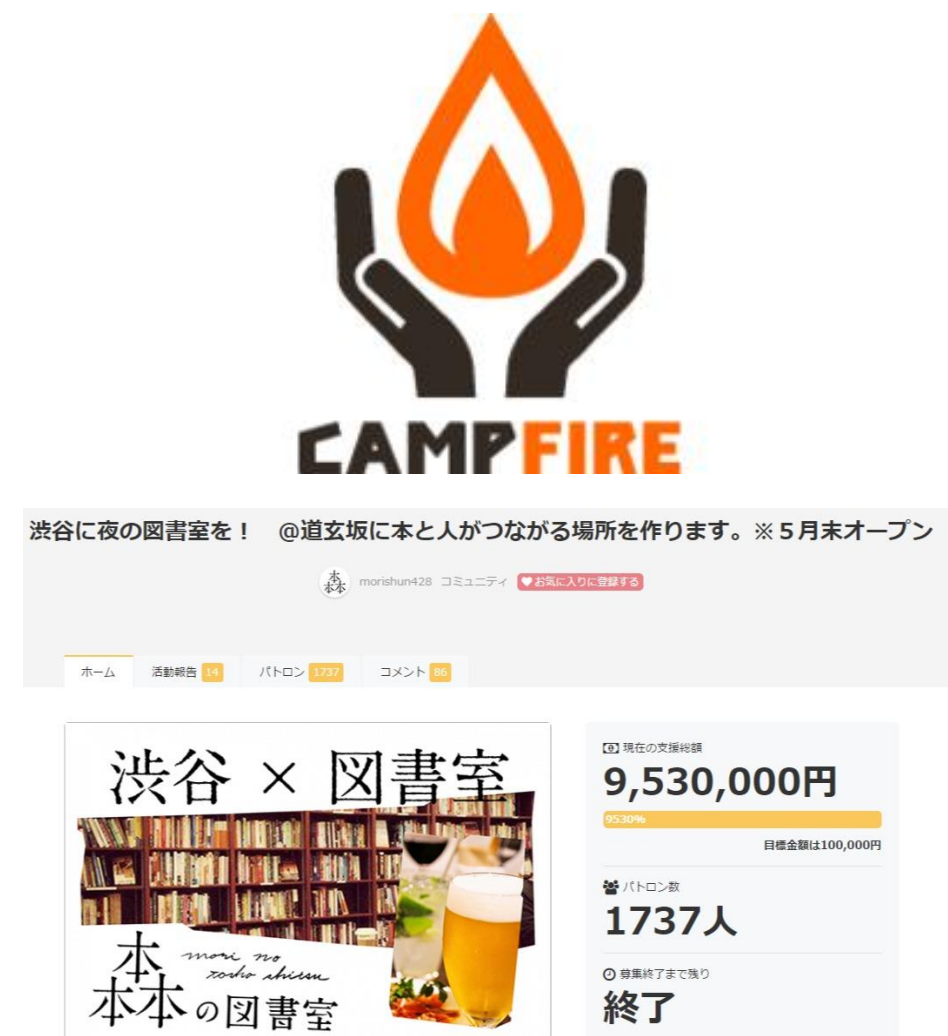 CAMPFIRE
渋谷に夜の図書室を！　@道玄坂に本と人がつながる場所を作ります。※５月末オープン
森 morishun428 コミュニティ お気に入りに登録する
ホーム 活動報告 14 パトロン 1737 コメント 86
渋谷 × 図書室
mori no tosho shitsu
森の図書室
現在の支援総額
9,530,000円
9530%
目標金額は100,000円
パトロン数
1737人
募集終了まで残り
終了